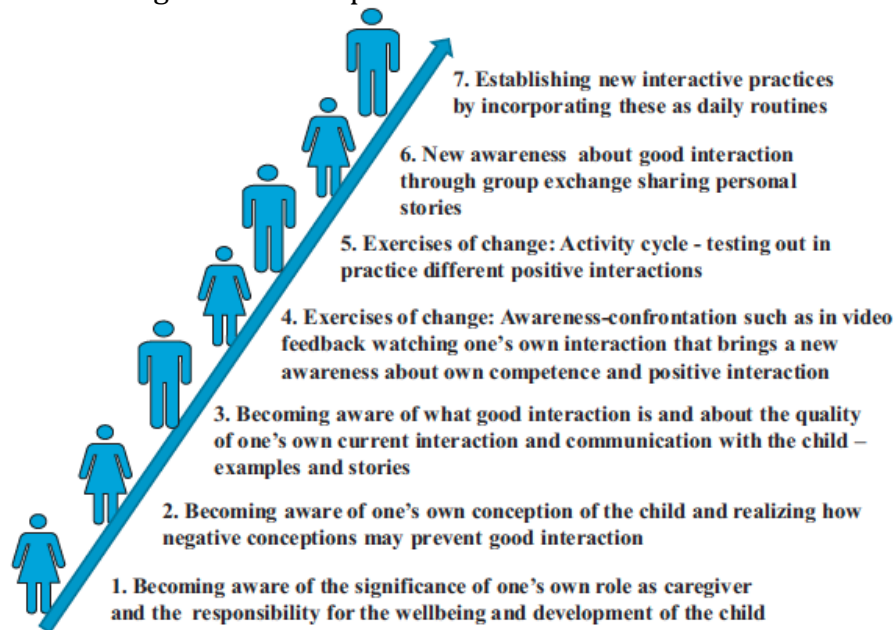 7. Establishing new interactive practices
by incorporating these as daily routines
6. New awareness about good interaction
through group exchange sharing personal
stories
5. Exercises of change: Activity cycle - testing out in
practice different positive interactions
4. Exercises of change: Awareness-confrontation such as in video
feedback watching one’s own interaction that brings a new
awareness about own competence and positive interaction
3. Becoming aware of what good interaction is and about the quality
of one’s own current interaction and communication with the child –
examples and stories
2. Becoming aware of one’s own conception of the child and realizing how
negative conceptions may prevent good interaction
1. Becoming aware of the significance of one’s own role as caregiver
and the responsibility for the wellbeing and development of the child